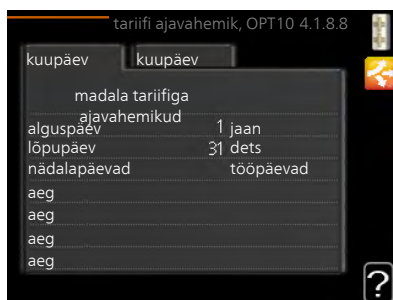 tariifi ajavahemik, OPT10 4.1.8.8
kuupäev kuupäev
madala tariifiga
ajavahemikud
alguspäev 1 jaan
lõpupäev 31 dets
nädalapäevad tööpäevad
aeg
aeg
aeg
aeg
?